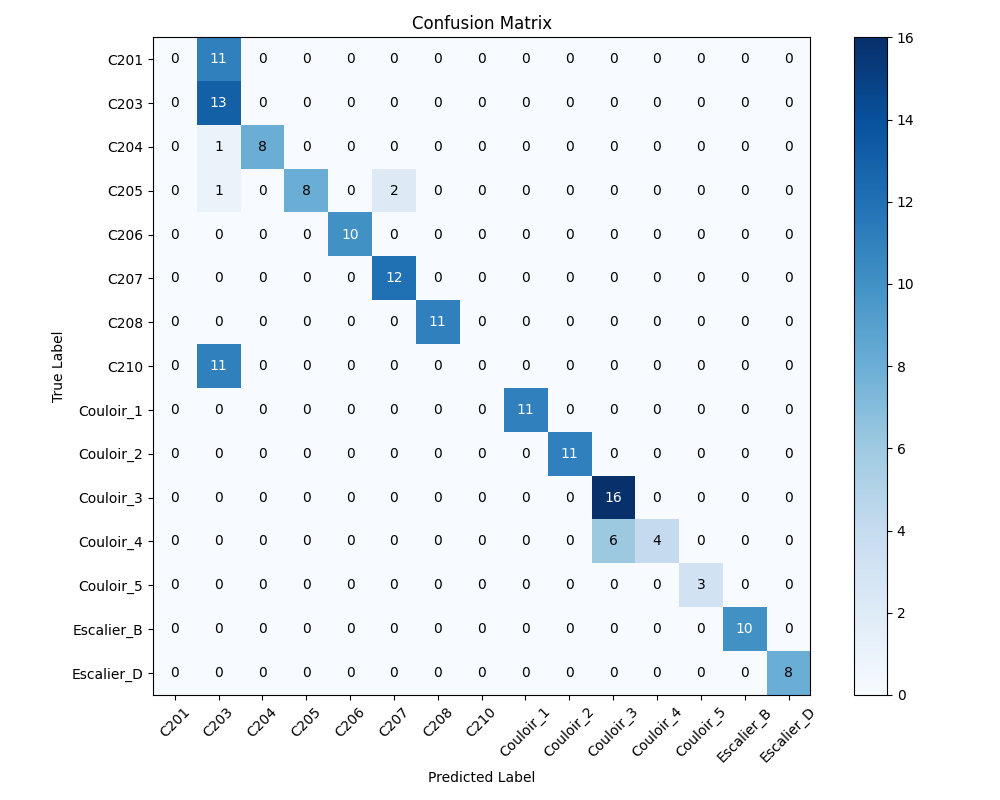 Confusion Matrix
C201 0 11 0 0 0 0 0 0 0 0 0 0 0 0 0
C203 0 13 0 0 0 0 0 0 0 0 0 0 0 0 0
C204 0 1 8 0 0 0 0 0 0 0 0 0 0 0 0
C205 0 1 0 8 0 2 0 0 0 0 0 0 0 0 0
C206 0 0 0 0 10 0 0 0 0 0 0 0 0 0 0
C207 0 0 0 0 0 12 0 0 0 0 0 0 0 0 0
C208 0 0 0 0 0 0 11 0 0 0 0 0 0 0 0
C210 0 11 0 0 0 0 0 0 0 0 0 0 0 0 0
Couloir_1 0 0 0 0 0 0 0 0 11 0 0 0 0 0 0
Couloir_2 0 0 0 0 0 0 0 0 0 11 0 0 0 0 0
Couloir_3 0 0 0 0 0 0 0 0 0 0 16 0 0 0 0
Couloir_4 0 0 0 0 0 0 0 0 0 0 6 4 0 0 0
Couloir_5 0 0 0 0 0 0 0 0 0 0 0 0 3 0 0
Escalier_B 0 0 0 0 0 0 0 0 0 0 0 0 0 10 0
Escalier_D 0 0 0 0 0 0 0 0 0 0 0 0 0 0 8
C201 C203 C204 C205 C206 C207 C208 C210 Couloir_1 Couloir_2 Couloir_3 Couloir_4 Couloir_5 Escalier_B Escalier_D
Predicted Label
True Label
16
14
12
10
8
6
4
2
0